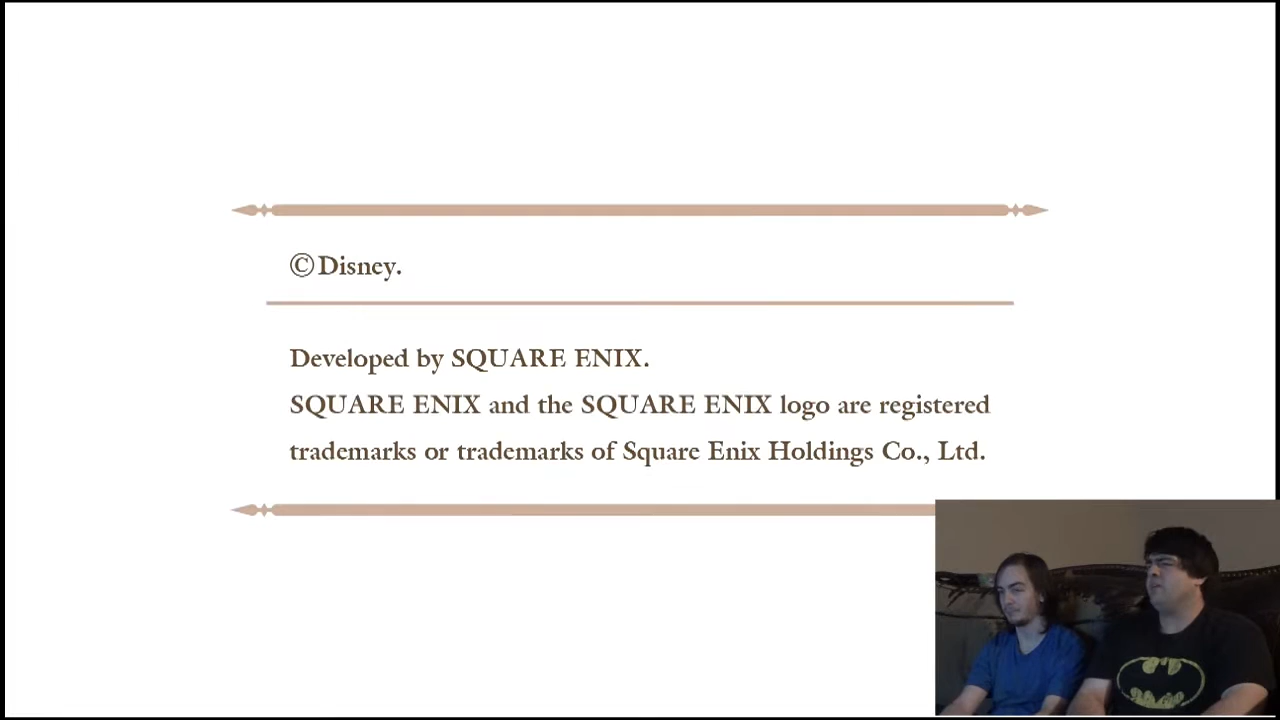 ©Disney.
Developed by SQUARE ENIX.
SQUARE ENIX and the SQUARE ENIX logo are registered
trademarks or trademarks of Square Enix Holdings Co., Ltd.